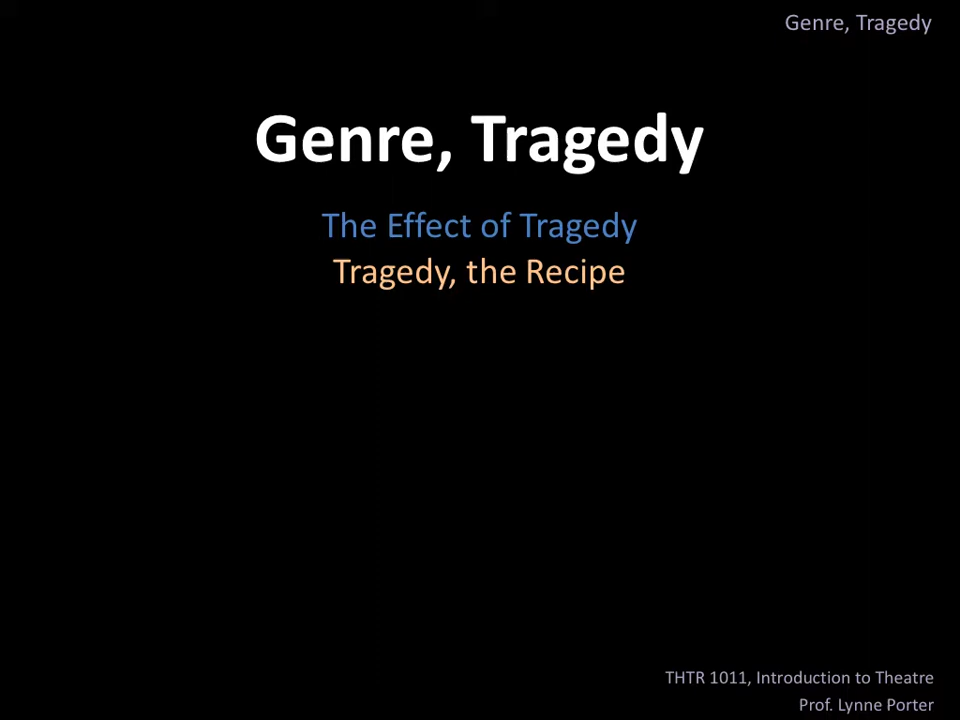 Genre, Tragedy
Genre, Tragedy
The Effect of Tragedy
Tragedy, the Recipe
THTR 1011, Introduction to Theatre
Prof. Lynne Porter